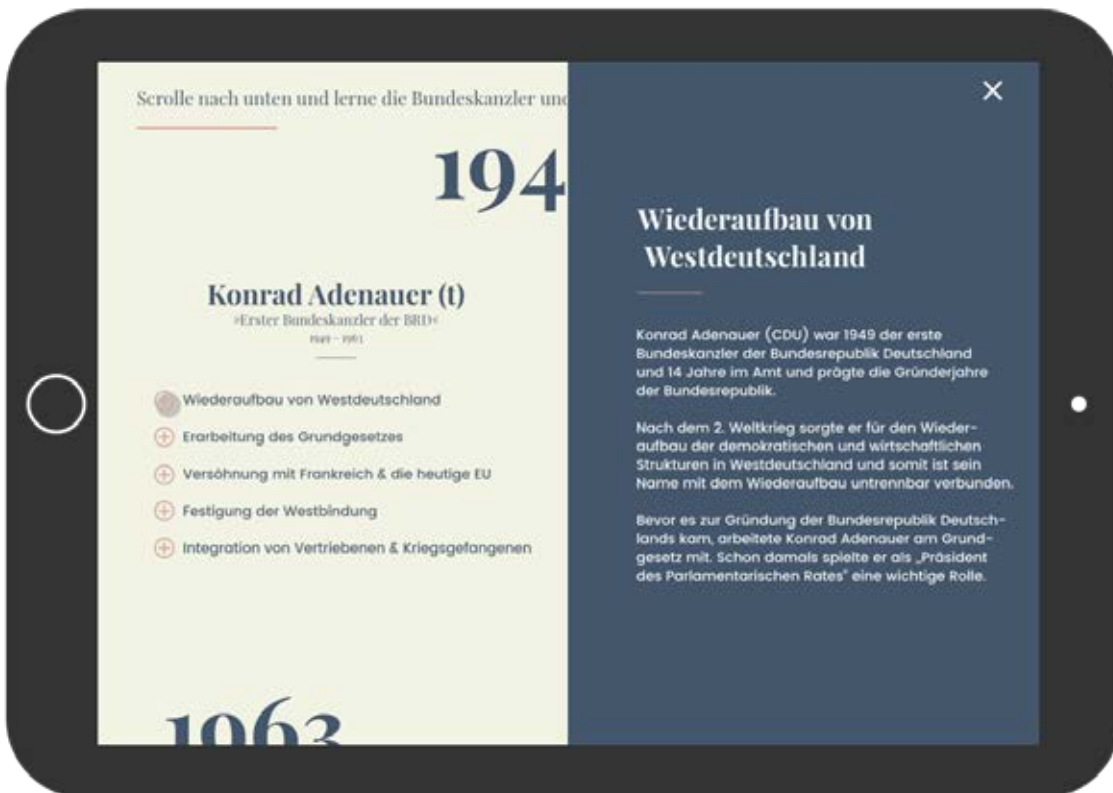 Scrolle nach unten und lerne die Bundeskanzler und
194
Konrad Adenauer (t)
»Erster Bundeskanzler der BRD«
1949 – 1963
Wiederaufbau von Westdeutschland
Erarbeitung des Grundgesetzes
Versöhnung mit Frankreich & die heutige EU
Festigung der Westbindung
Integration von Vertriebenen & Kriegsgefangenen
1963
Wiederaufbau von
Westdeutschland
Konrad Adenauer (CDU) war 1949 der erste
Bundeskanzler der Bundesrepublik Deutschland
und 14 Jahre im Amt und prägte die Gründerjahre
der Bundesrepublik.
Nach dem 2. Weltkrieg sorgte er für den Wieder-
aufbau der demokratischen und wirtschaftlichen
Strukturen in Westdeutschland und somit ist sein
Name mit dem Wiederaufbau untrennbar verbunden.
Bevor es zur Gründung der Bundesrepublik Deutsch-
lands kam, arbeitete Konrad Adenauer am Grund-
gesetz mit. Schon damals spielte er als „Präsident
des Parlamentarischen Rates" eine wichtige Rolle.